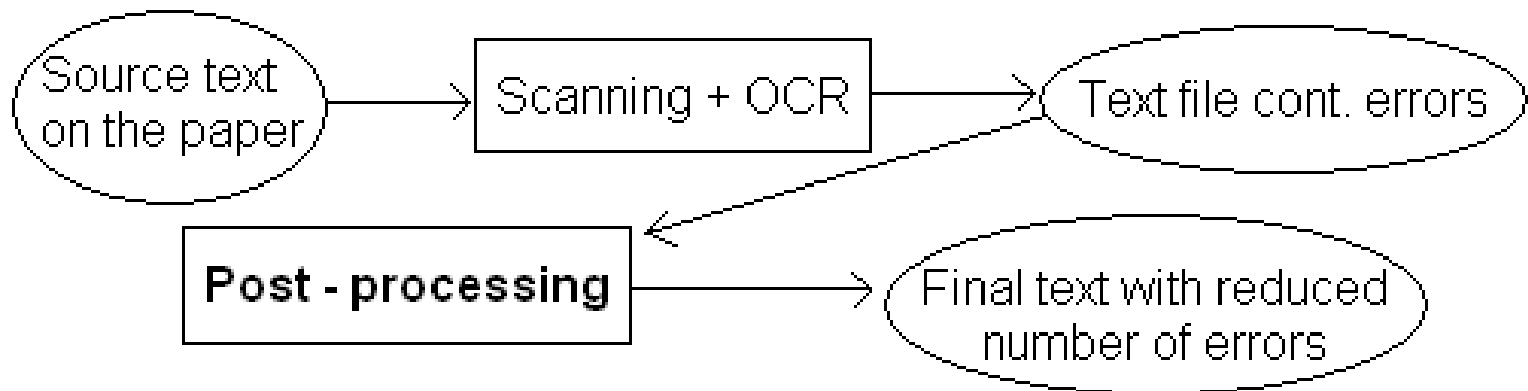 Source text
on the paper
Scanning + OCR
Text file cont. errors
Post - processing
Final text with reduced
number of errors